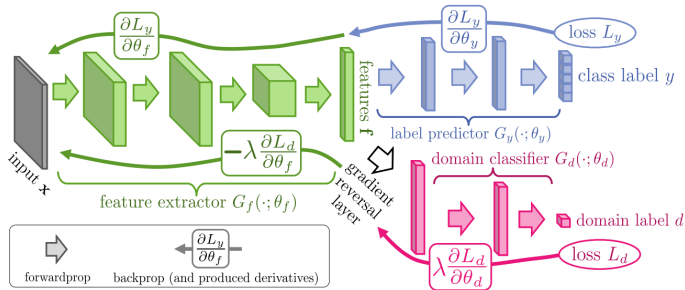 ∂L_y/∂θ_f
∂L_y/∂θ_y
loss L_y
features f
class label y
label predictor G_y(·;θ_y)
input x
−λ ∂L_d/∂θ_f
feature extractor G_f(·;θ_f)
gradient
reversal
layer
domain classifier G_d(·;θ_d)
domain label d
λ ∂L_d/∂θ_d
loss L_d
forwardprop
∂L_y/∂θ_f
backprop (and produced derivatives)